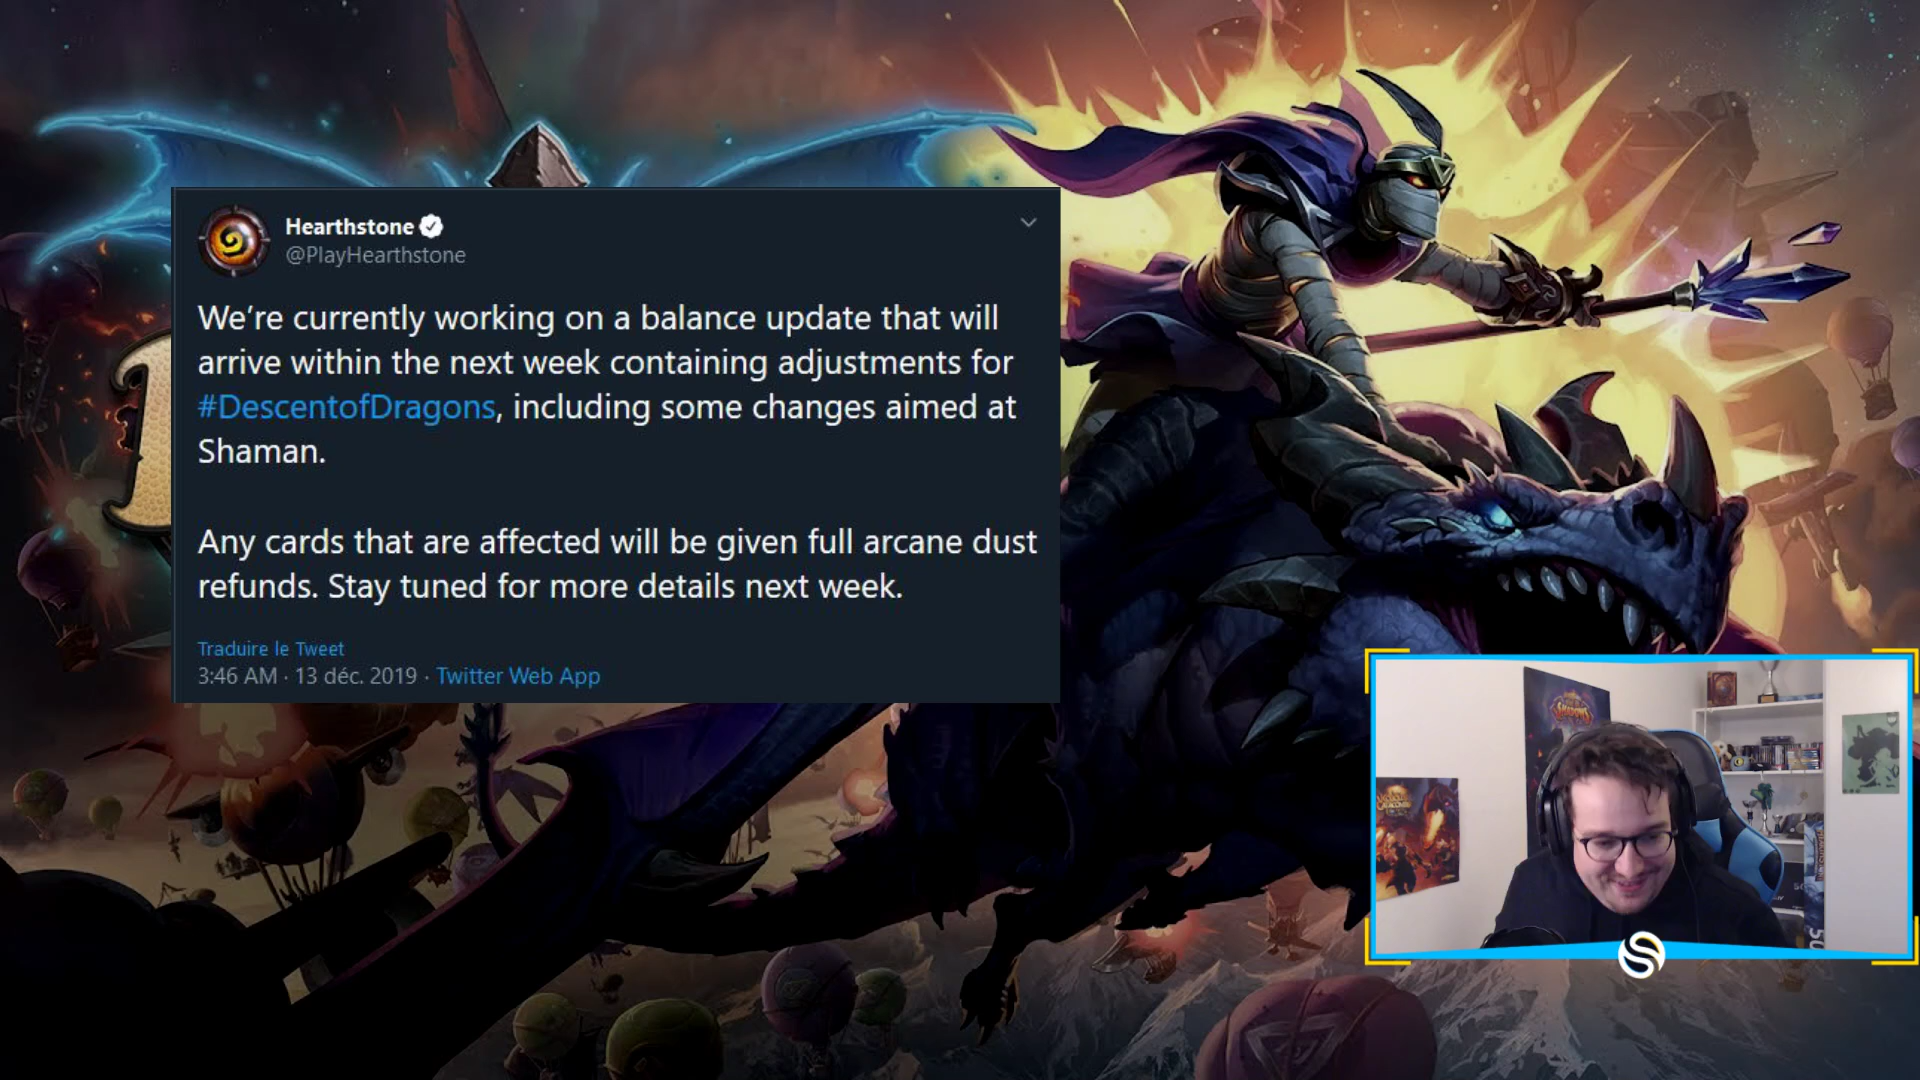 Hearthstone
@PlayHearthstone
We’re currently working on a balance update that will
arrive within the next week containing adjustments for
#DescentofDragons, including some changes aimed at
Shaman.
Any cards that are affected will be given full arcane dust
refunds. Stay tuned for more details next week.
Traduire le Tweet
3:46 AM · 13 déc. 2019 · Twitter Web App
SHADOWS